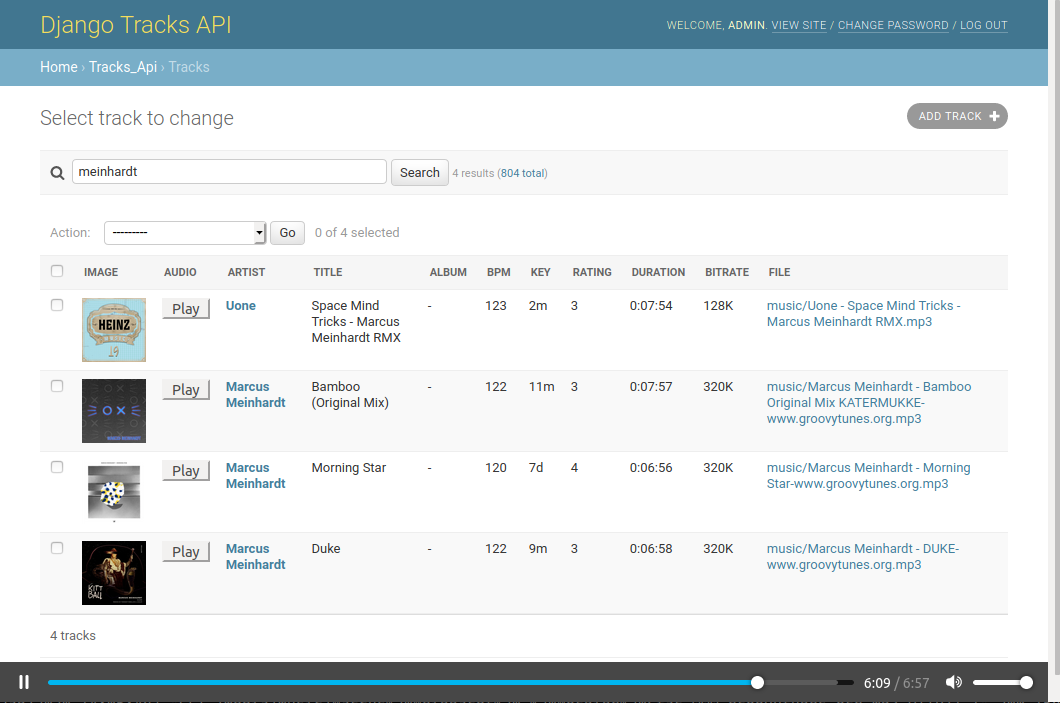 Django Tracks API
WELCOME, ADMIN. VIEW SITE / CHANGE PASSWORD / LOG OUT
Home › Tracks_Api › Tracks
Select track to change
ADD TRACK
meinhardt
Search
4 results (804 total)
Action:
---------
Go
0 of 4 selected
IMAGE AUDIO ARTIST TITLE ALBUM BPM KEY RATING DURATION BITRATE FILE
HEINZ
19
Play Uone Space Mind - 123 2m 3 0:07:54 128K music/Uone - Space Mind Tricks -
Tricks - Marcus Marcus Meinhardt RMX.mp3
Meinhardt RMX
Play Marcus Bamboo - 122 11m 3 0:07:57 320K music/Marcus Meinhardt - Bamboo
Meinhardt (Original Mix) Original Mix KATERMUKKE-
www.groovytunes.org.mp3
Play Marcus Morning Star - 120 7d 4 0:06:56 320K music/Marcus Meinhardt - Morning
Meinhardt Star-www.groovytunes.org.mp3
KITT
BALL
Play Marcus Duke - 122 9m 3 0:06:58 320K music/Marcus Meinhardt - DUKE-
Meinhardt www.groovytunes.org.mp3
4 tracks
6:09 / 6:57